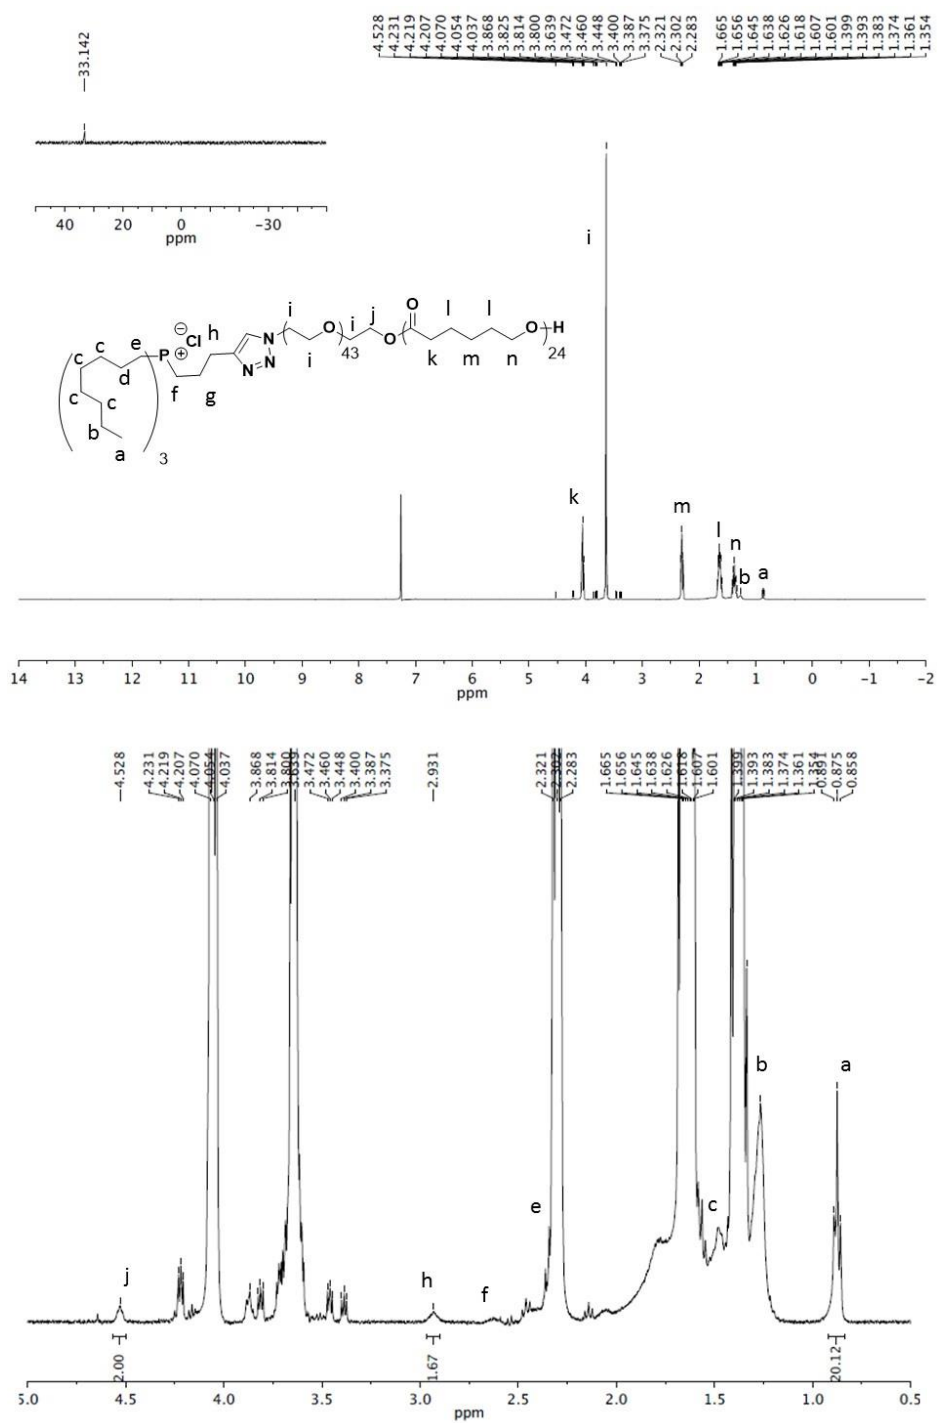 33.142
4.528
4.231
4.219
4.207
4.070
4.054
4.037
3.868
3.825
3.814
3.800
3.639
3.472
3.460
3.448
3.400
3.387
3.375
2.321
2.302
2.283
1.665
1.656
1.645
1.638
1.626
1.618
1.607
1.601
1.399
1.393
1.383
1.374
1.361
1.354
40 20 0 −30
ppm
i
O
j
l l
⊖
Cl
h
N
i
O
i
j
O
O H
e
P
⊕
N
N
43
24
c c
d
f
g
i
k m n
c
c
b
a
3
k
i
m
l
n
b
a
14 13 12 11 10 9 8 7 6 5 4 3 2 1 0 −1 −2
ppm
4.528
4.231
4.219
4.207
4.070
4.054
4.037
3.868
3.814
3.800
3.639
3.472
3.460
3.448
3.400
3.387
3.375
2.931
2.321
2.302
2.283
1.665
1.656
1.645
1.638
1.626
1.618
1.607
1.601
1.399
1.393
1.383
1.374
1.361
1.354
0.891
0.875
0.858
b a
e c
j h f
2.00 1.67 20.12
5.0 4.5 4.0 3.5 3.0 2.5 2.0 1.5 1.0 0.5
ppm